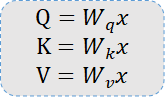 Q = W_q x
K = W_k x
V = W_v x